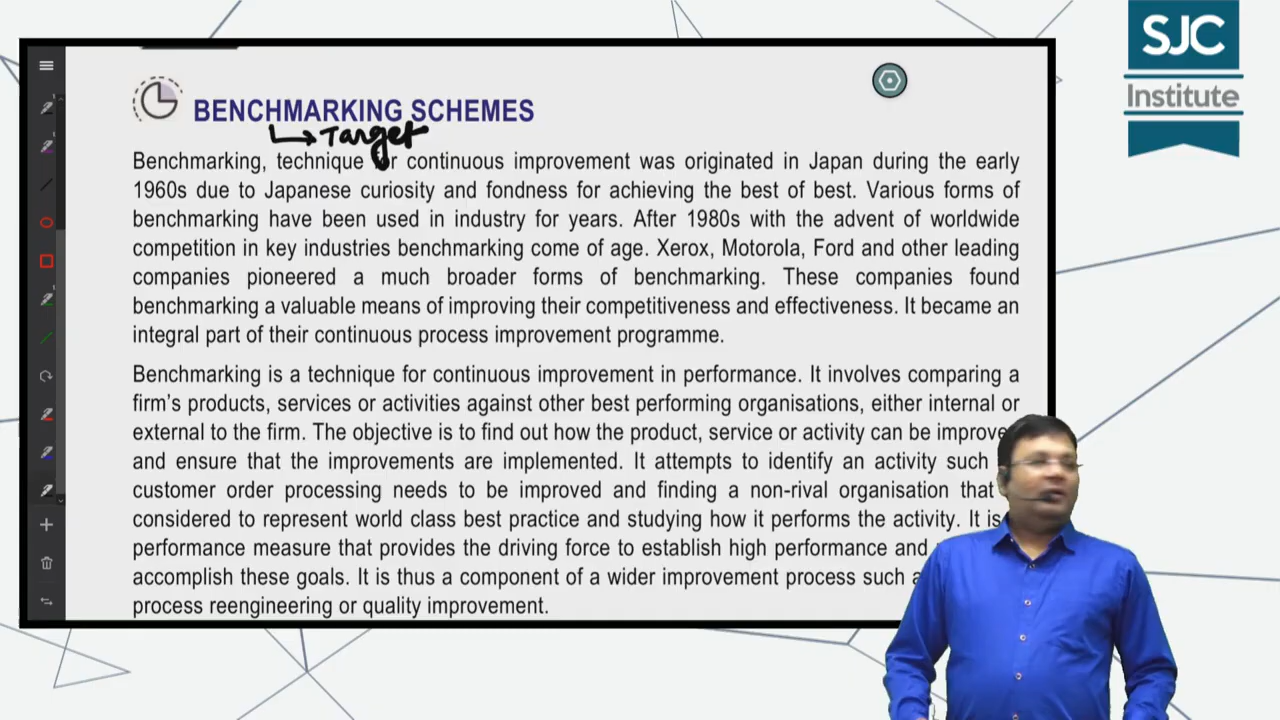 SJC
Institute
BENCHMARKING SCHEMES
Target
Benchmarking, technique for continuous improvement was originated in Japan during the early
1960s due to Japanese curiosity and fondness for achieving the best of best. Various forms of
benchmarking have been used in industry for years. After 1980s with the advent of worldwide
competition in key industries benchmarking come of age. Xerox, Motorola, Ford and other leading
companies pioneered a much broader forms of benchmarking. These companies found
benchmarking a valuable means of improving their competitiveness and effectiveness. It became an
integral part of their continuous process improvement programme.
Benchmarking is a technique for continuous improvement in performance. It involves comparing a
firm's products, services or activities against other best performing organisations, either internal or
external to the firm. The objective is to find out how the product, service or activity can be improve
and ensure that the improvements are implemented. It attempts to identify an activity such
customer order processing needs to be improved and finding a non-rival organisation that
considered to represent world class best practice and studying how it performs the activity. It is
performance measure that provides the driving force to establish high performance and
accomplish these goals. It is thus a component of a wider improvement process such
process reengineering or quality improvement.